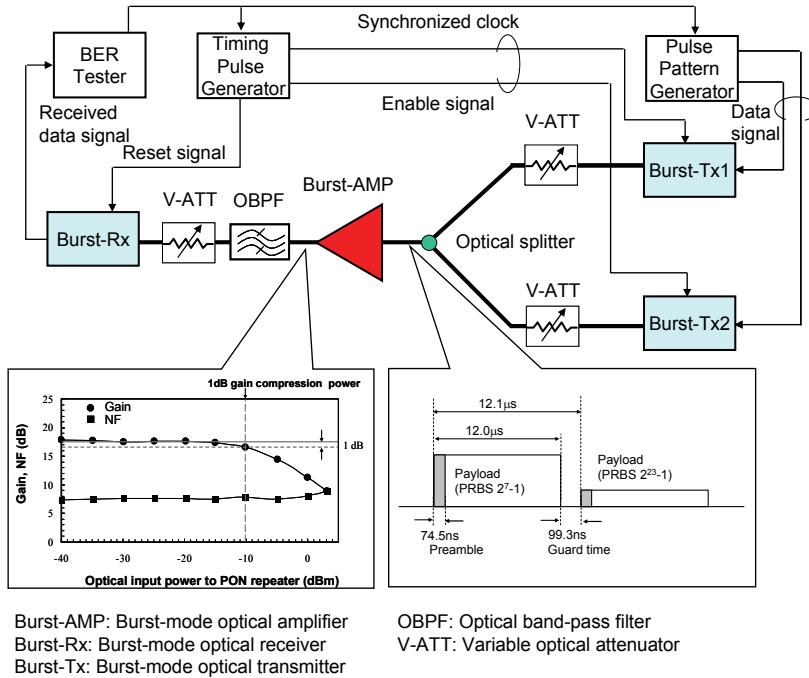 Synchronized clock
BER
Tester
Timing
Pulse
Generator
Pulse
Pattern
Generator
Received
data signal
Enable signal
Data
signal
Reset signal
V-ATT
Burst-Tx1
V-ATT
OBPF
Burst-AMP
Burst-Rx
Optical splitter
V-ATT
Burst-Tx2
1dB gain compression power
25
20
15
10
5
0
Gain
NF
1 dB
Gain, NF (dB)
-40
-30
-20
-10
0
Optical input power to PON repeater (dBm)
12.1μs
12.0μs
Payload
(PRBS 2⁷-1)
Payload
(PRBS 2²³-1)
74.5ns
Preamble
99.3ns
Guard time
Burst-AMP: Burst-mode optical amplifier
Burst-Rx: Burst-mode optical receiver
Burst-Tx: Burst-mode optical transmitter
OBPF: Optical band-pass filter
V-ATT: Variable optical attenuator